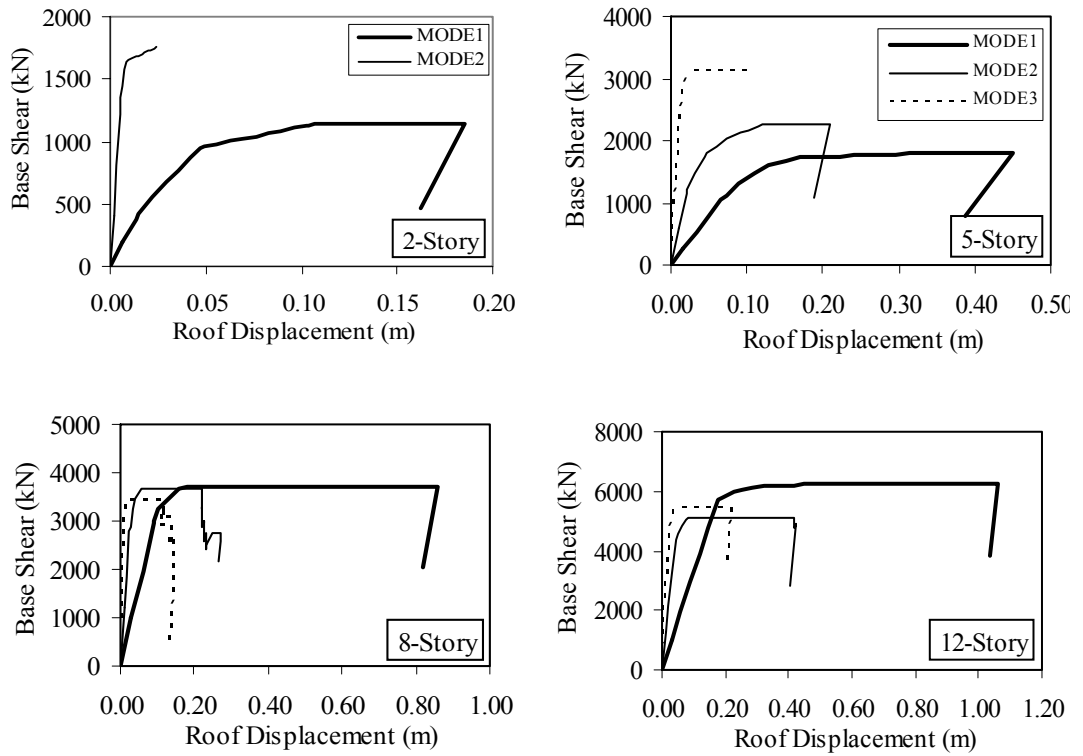 2000
1500
1000
500
0
Base Shear (kN)
MODE1
MODE2
2-Story
0.00 0.05 0.10 0.15 0.20
Roof Displacement (m)
4000
3000
2000
1000
0
Base Shear (kN)
MODE1
MODE2
MODE3
5-Story
0.00 0.10 0.20 0.30 0.40 0.50
Roof Displacement (m)
5000
4000
3000
2000
1000
0
Base Shear (kN)
8-Story
0.00 0.20 0.40 0.60 0.80 1.00
Roof Displacement (m)
8000
6000
4000
2000
0
Base Shear (kN)
12-Story
0.00 0.20 0.40 0.60 0.80 1.00 1.20
Roof Displacement (m)